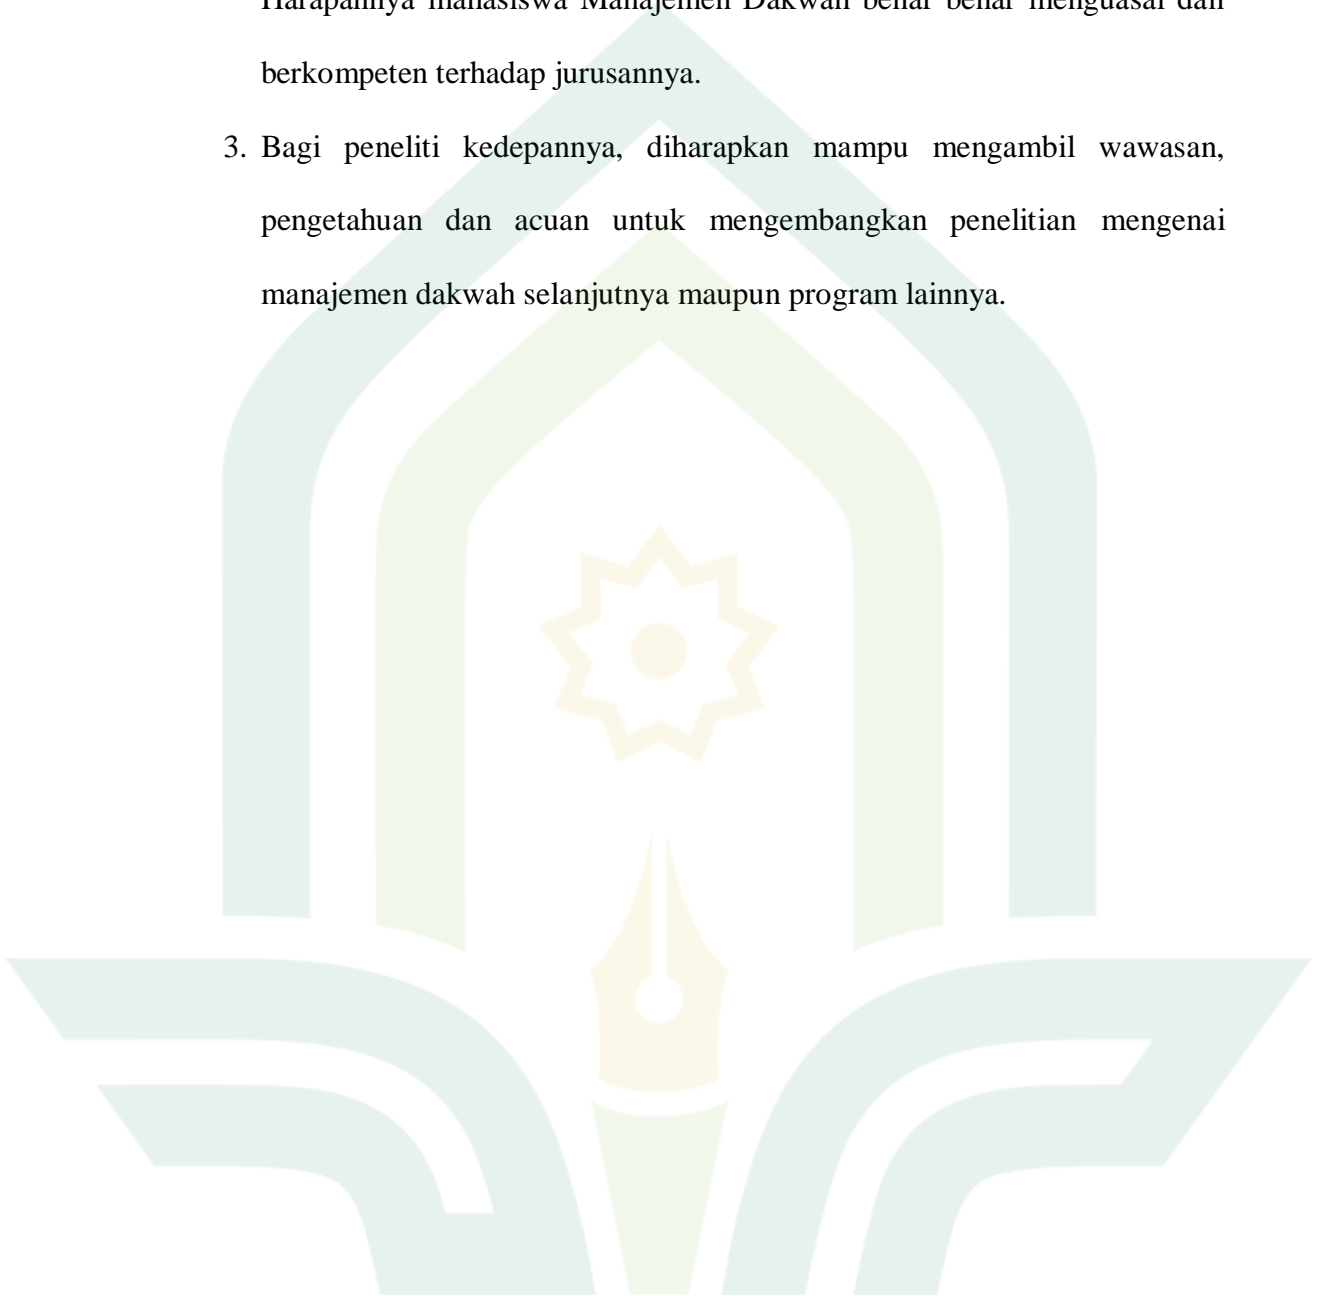 Harapannya mahasiswa Manajemen Dakwah benar benar menguasai dan
berkompeten terhadap jurusannya.
3. Bagi peneliti kedepannya, diharapkan mampu mengambil wawasan,
pengetahuan dan acuan untuk mengembangkan penelitian mengenai
manajemen dakwah selanjutnya maupun program lainnya.